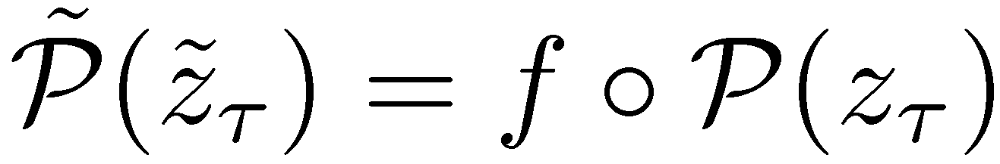 𝒫̃(z̃_τ) = f ∘ 𝒫(z_τ)